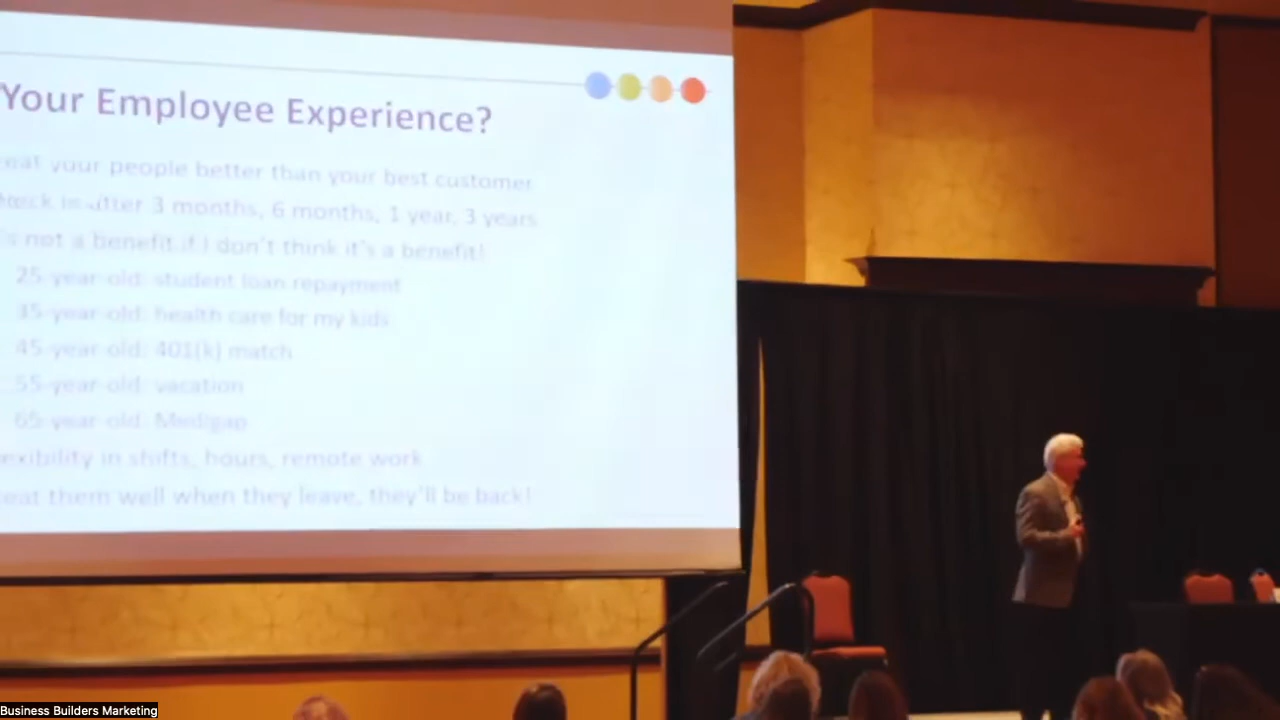 Your Employee Experience?
eat your people better than your best customer
heck in after 3 months, 6 months, 1 year, 3 years
's not a benefit if I don't think it's a benefit!
25-year-old: student loan repayment
35-year-old: health care for my kids
45-year-old: 401(k) match
55-year-old: vacation
65-year-old: Medigap
exibility in shifts, hours, remote work
eat them well when they leave, they'll be back!
Business Builders Marketing